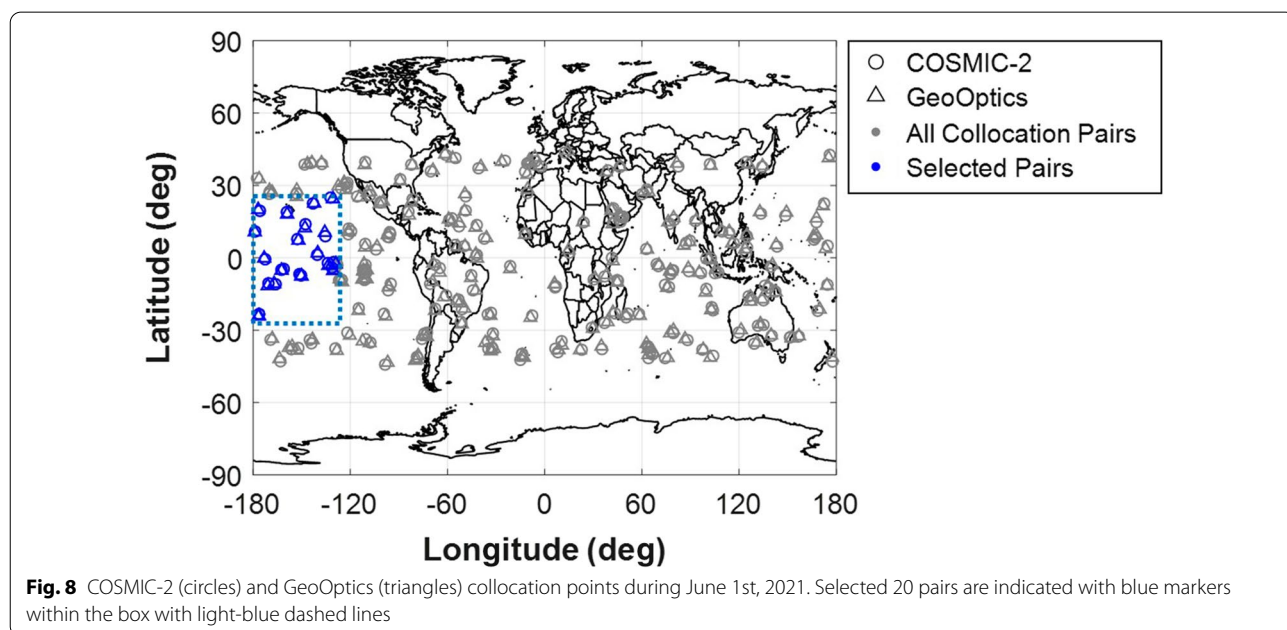 90
60
30
0
-30
-60
-90
-180 -120 -60 0 60 120 180
Latitude (deg)
Longitude (deg)
COSMIC-2
GeoOptics
All Collocation Pairs
Selected Pairs
Fig. 8 COSMIC-2 (circles) and GeoOptics (triangles) collocation points during June 1st, 2021. Selected 20 pairs are indicated with blue markers
within the box with light-blue dashed lines